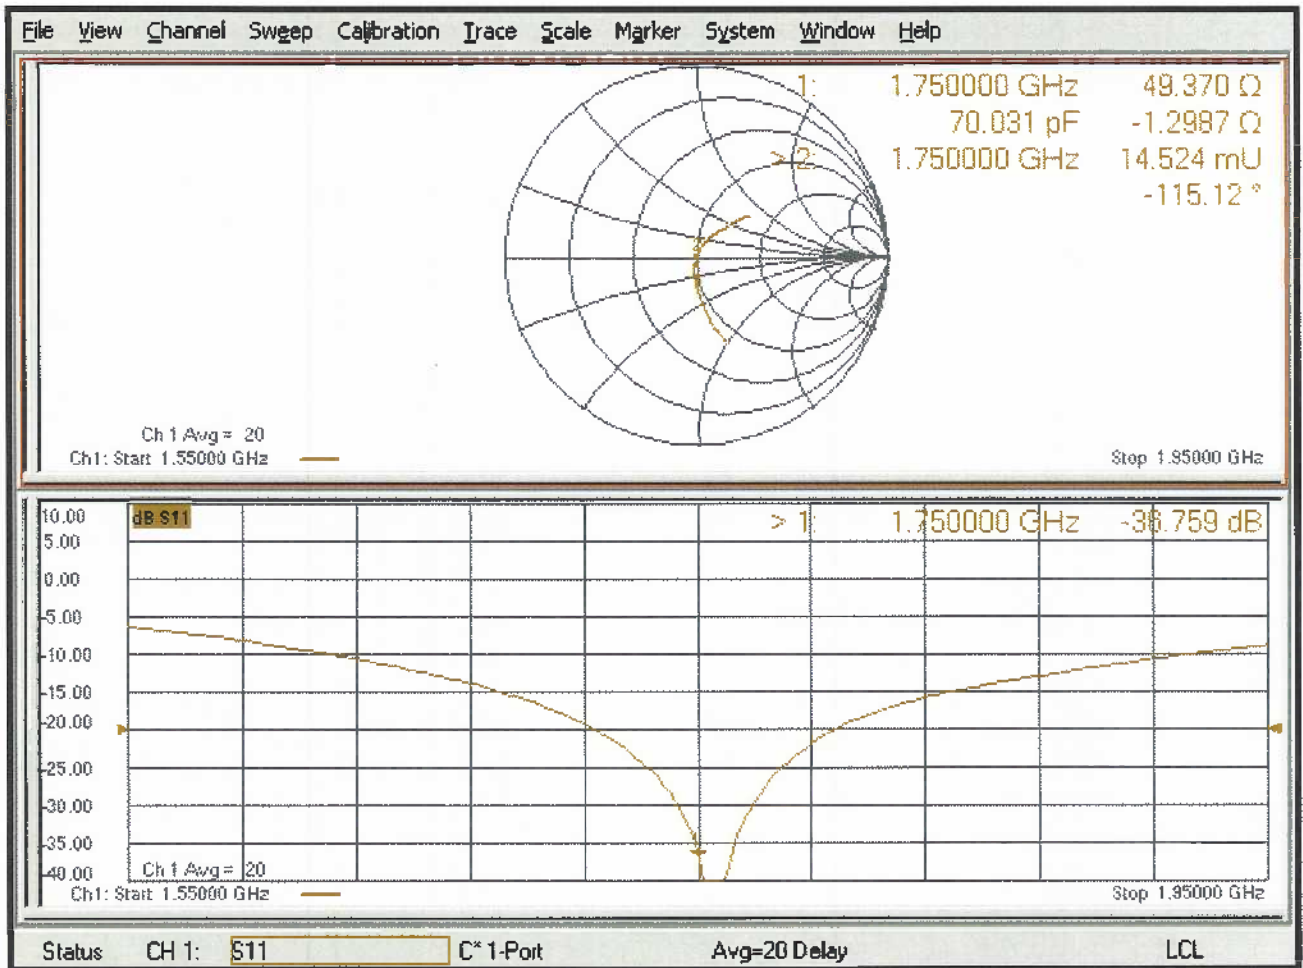 File View Channel Sweep Calibration Trace Scale Marker System Window Help
1: 1.750000 GHz 49.370 Ω
70.031 pF -1.2987 Ω
> 2: 1.750000 GHz 14.524 mU
-115.12 °
Ch 1 Avg = 20
Ch1: Start 1.55000 GHz
Stop 1.95000 GHz
10.00
dB S11
> 1: 1.750000 GHz -36.759 dB
5.00
0.00
-5.00
-10.00
-15.00
-20.00
-25.00
-30.00
-35.00
-40.00
Ch 1 Avg = 20
Ch1: Start 1.55000 GHz
Stop 1.95000 GHz
Status CH 1: S11 C* 1-Port Avg=20 Delay LCL